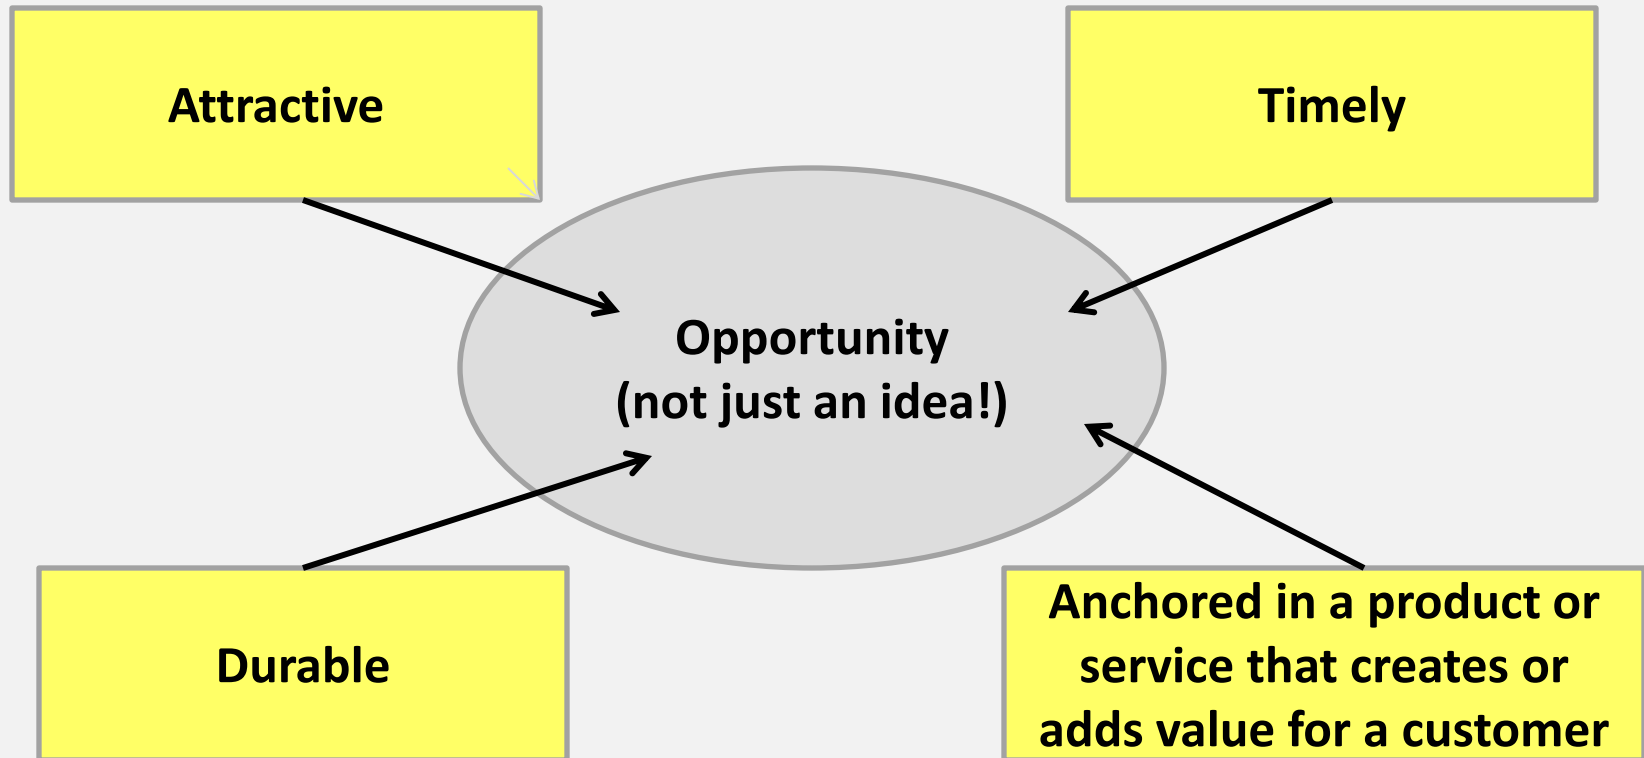 Attractive
Timely
Opportunity
(not just an idea!)
Durable
Anchored in a product or
service that creates or
adds value for a customer